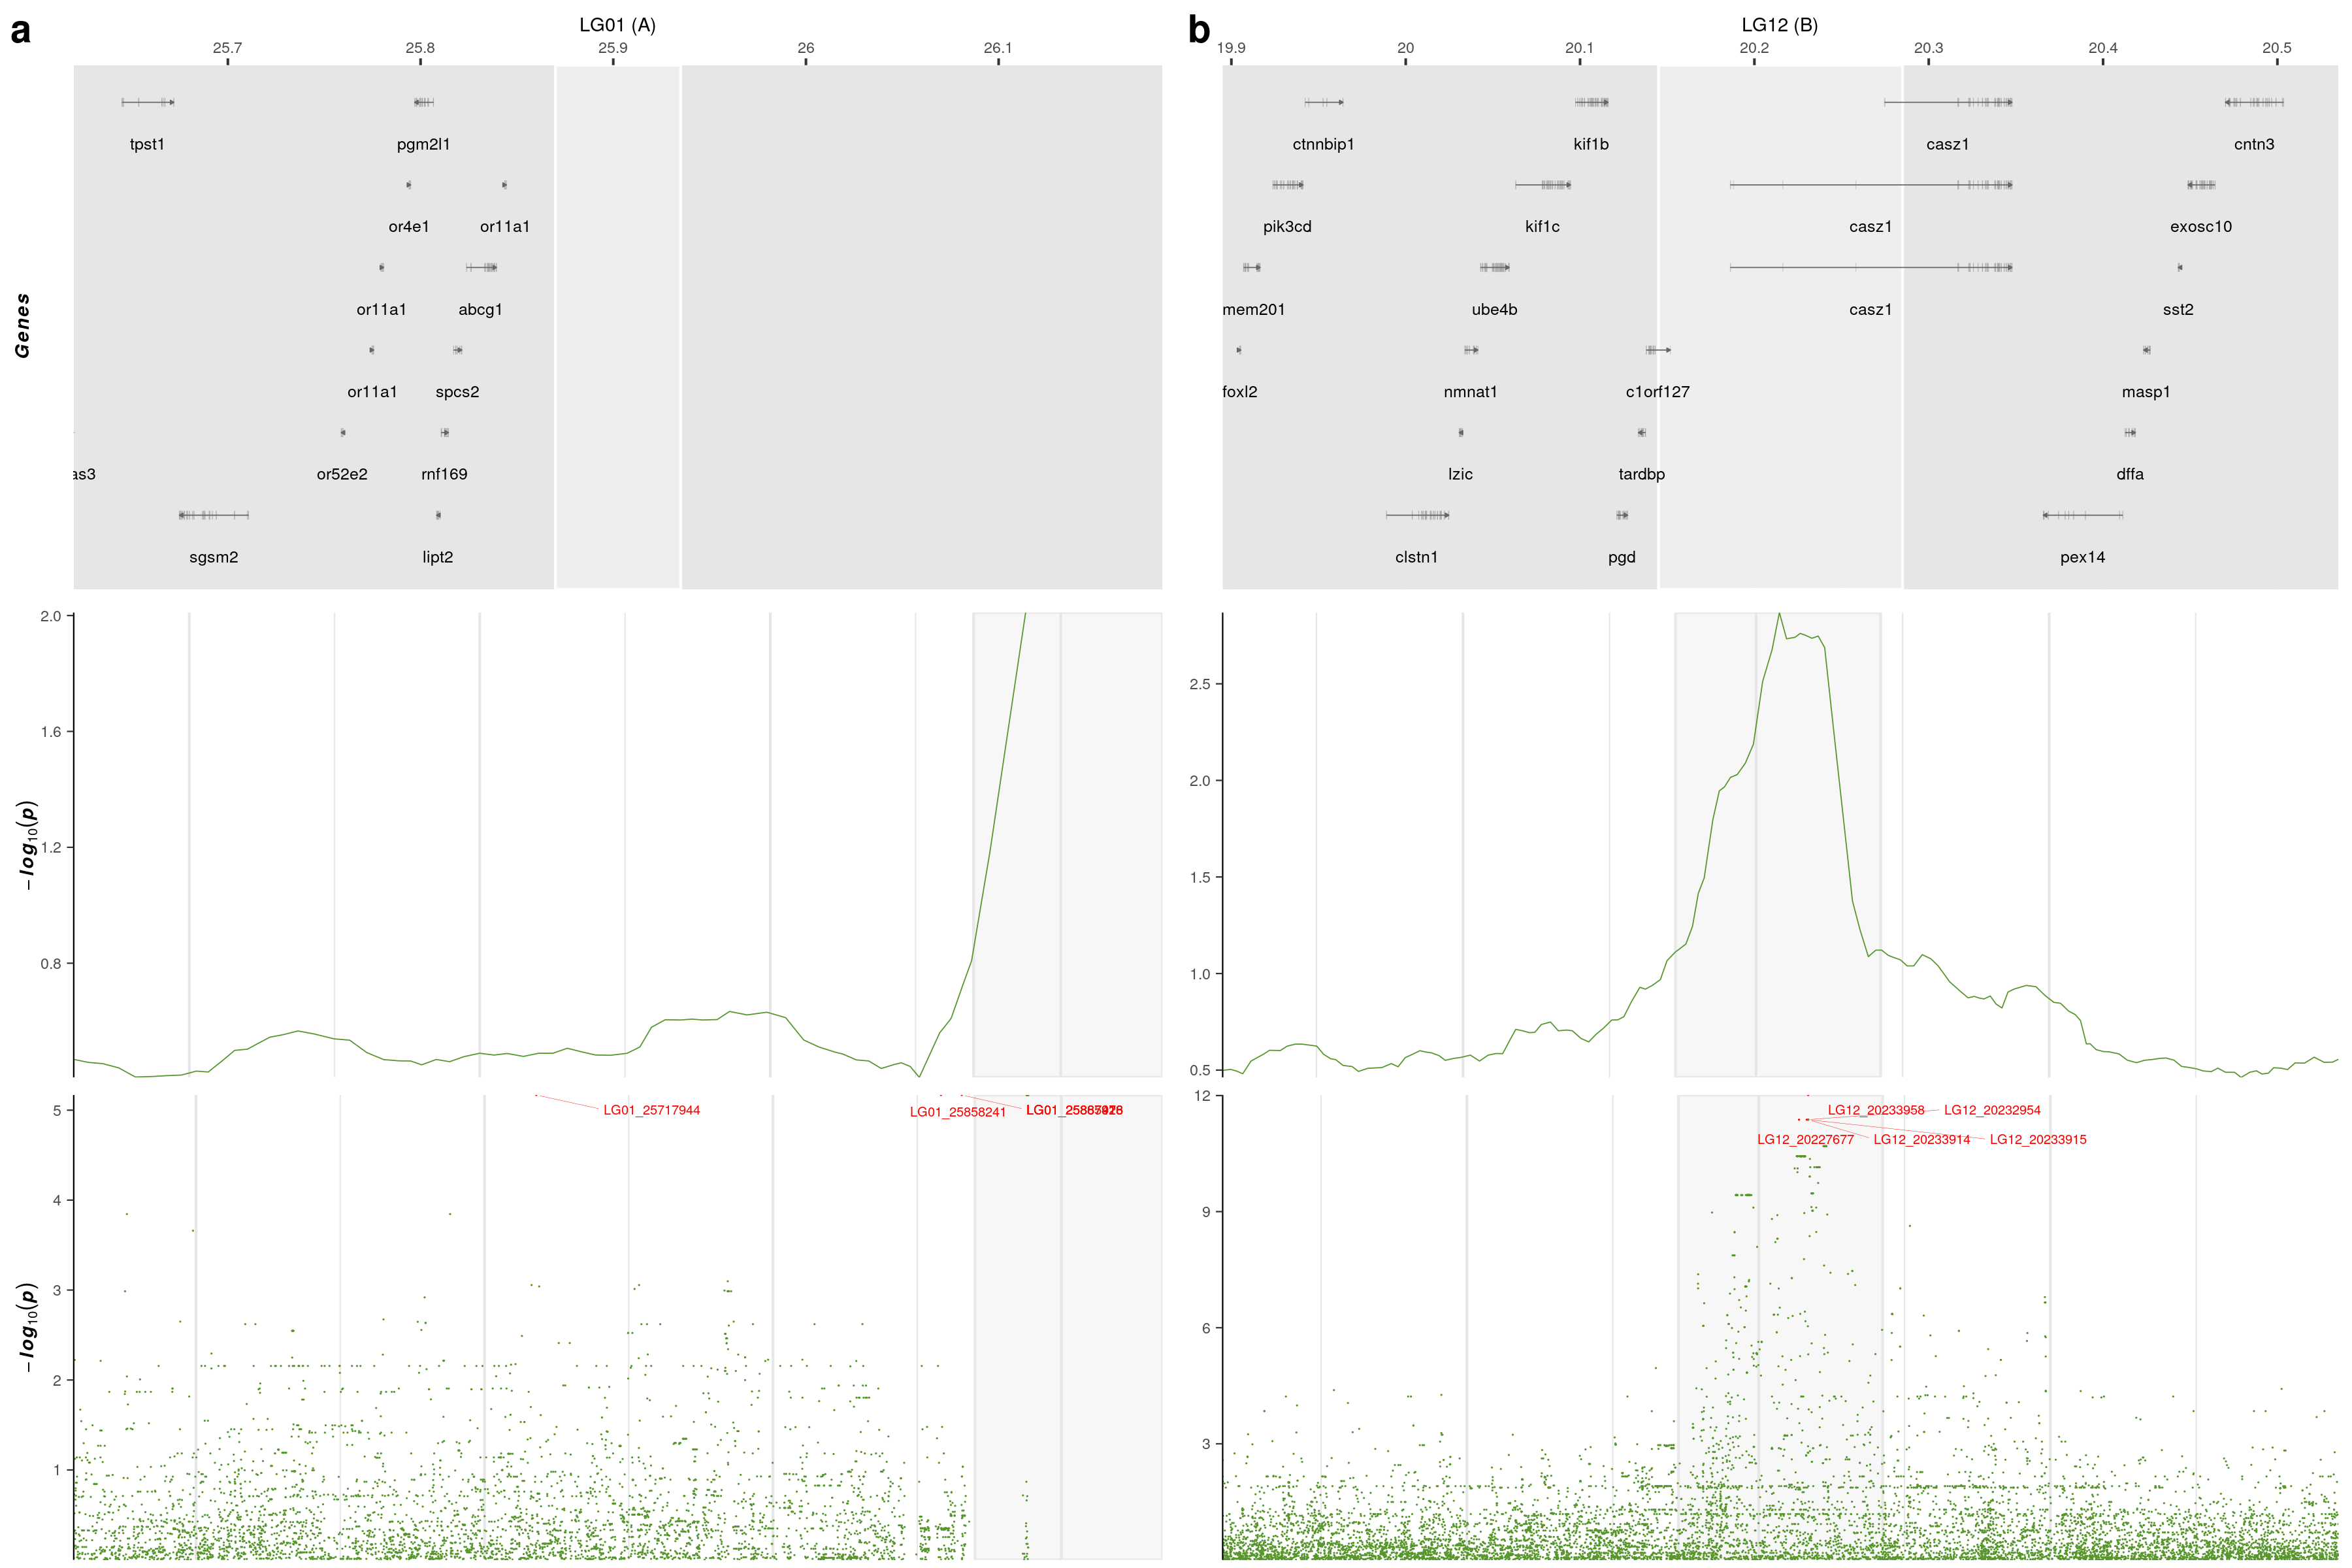 a
LG01 (A)
25.7 25.8 25.9 26 26.1
Genes
tpst1 pgm2l1
or4e1 or11a1
or11a1 abcg1
or11a1 spcs2
as3 or52e2 rnf169
sgsm2 lipt2
−log10(p)
2.0
1.6
1.2
0.8
−log10(p)
5
4
3
2
1
LG01_25717944 LG01_25858241
b
LG12 (B)
19.9 20 20.1 20.2 20.3 20.4 20.5
ctnnbip1 kif1b casz1 cntn3
pik3cd kif1c casz1 exosc10
mem201 ube4b casz1 sst2
foxl2 nmnat1 c1orf127 masp1
lzic tardbp dffa
clstn1 pgd pex14
2.5
2.0
1.5
1.0
0.5
12
9
6
3
LG12_20233958 LG12_20232954
LG12_20227677 LG12_20233914 LG12_20233915